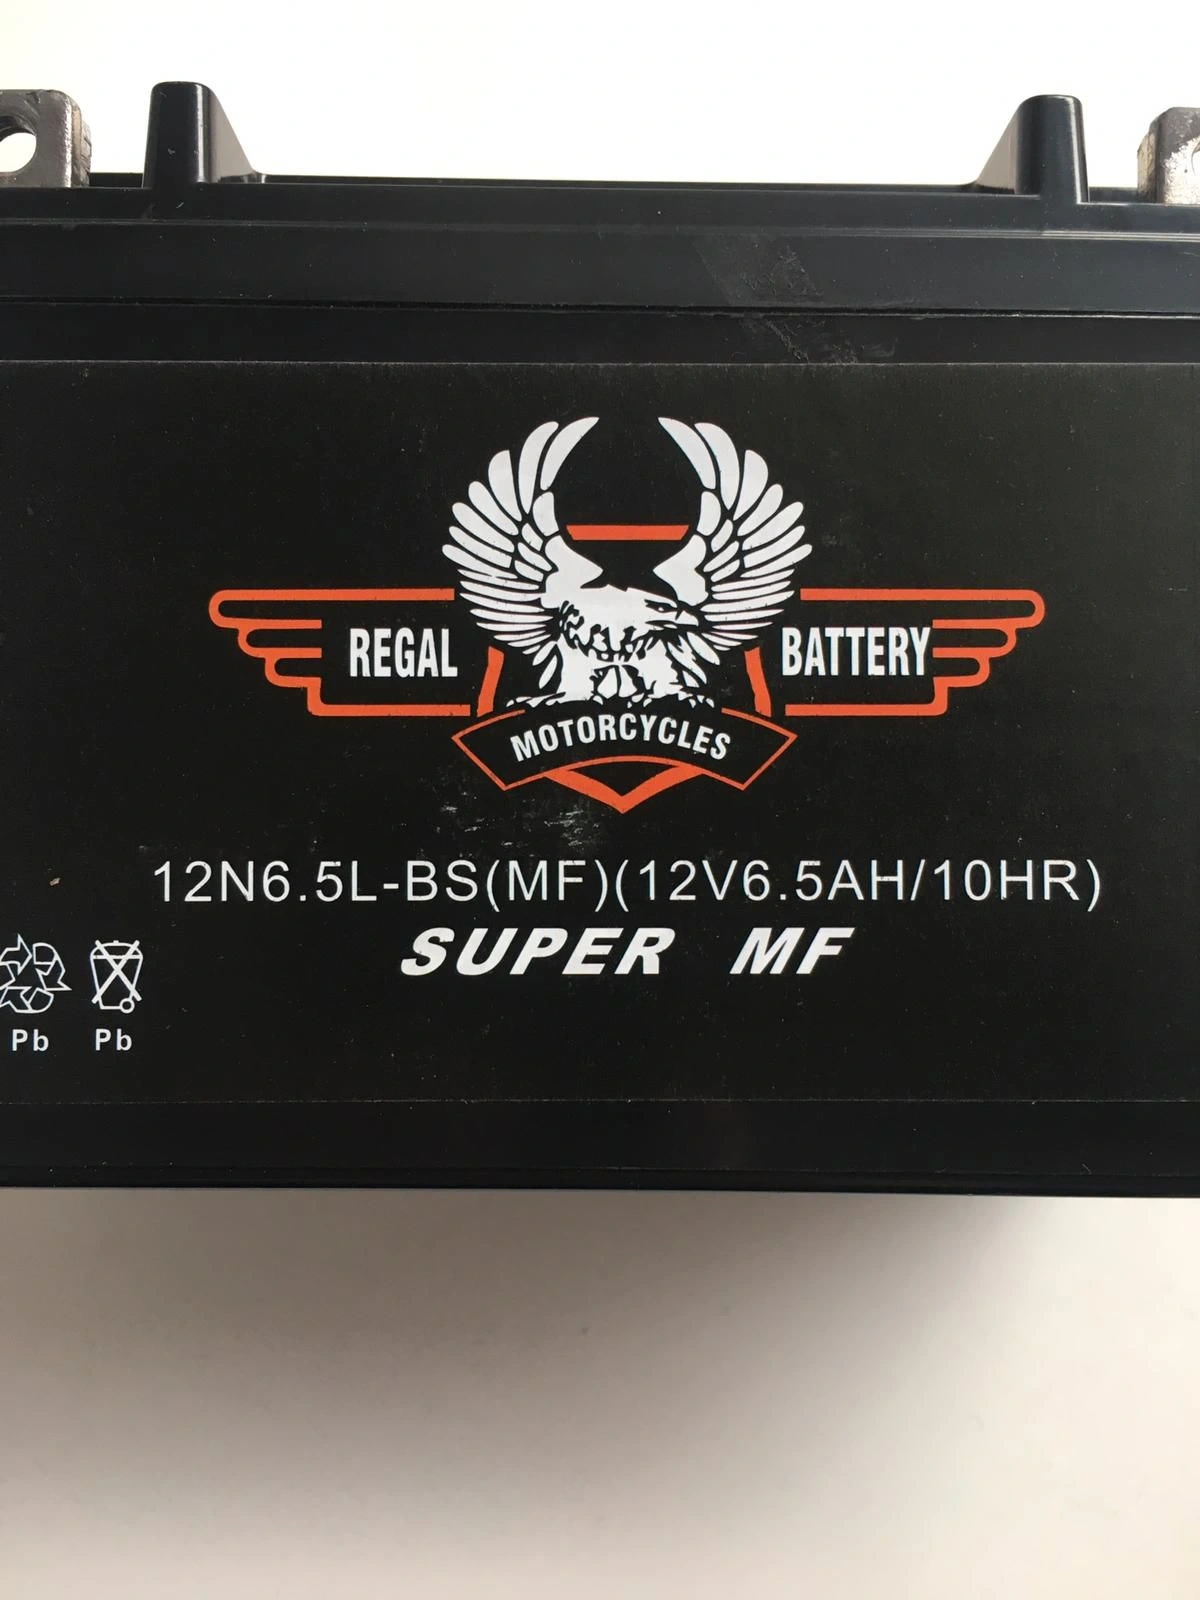 REGAL BATTERY
MOTORCYCLES
12N6.5L-BS(MF)(12V6.5AH/10HR)
SUPER MF
Pb Pb